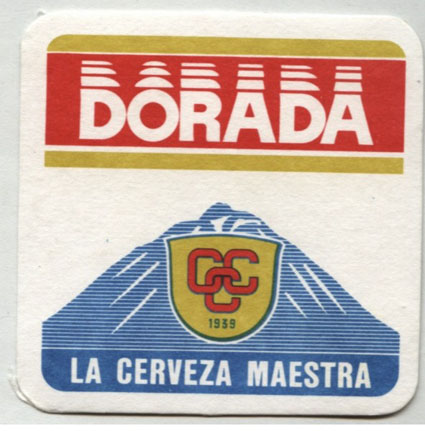 DORADA
CCC
1939
LA CERVEZA MAESTRA